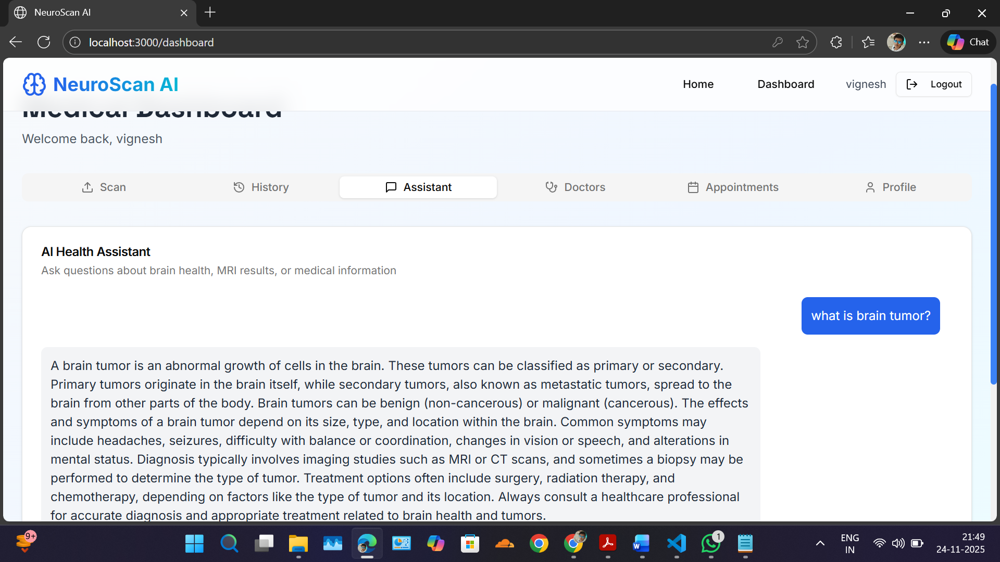 NeuroScan AI
localhost:3000/dashboard
Chat
NeuroScan AI
Home
Dashboard
vignesh
Logout
Medical Dashboard
Welcome back, vignesh
Scan
History
Assistant
Doctors
Appointments
Profile
AI Health Assistant
Ask questions about brain health, MRI results, or medical information
what is brain tumor?
A brain tumor is an abnormal growth of cells in the brain. These tumors can be classified as primary or secondary.
Primary tumors originate in the brain itself, while secondary tumors, also known as metastatic tumors, spread to the
brain from other parts of the body. Brain tumors can be benign (non-cancerous) or malignant (cancerous). The effects
and symptoms of a brain tumor depend on its size, type, and location within the brain. Common symptoms may
include headaches, seizures, difficulty with balance or coordination, changes in vision or speech, and alterations in
mental status. Diagnosis typically involves imaging studies such as MRI or CT scans, and sometimes a biopsy may be
performed to determine the type of tumor. Treatment options often include surgery, radiation therapy, and
chemotherapy, depending on factors like the type of tumor and its location. Always consult a healthcare professional
for accurate diagnosis and appropriate treatment related to brain health and tumors.
9+
1
ENG
IN
21:49
24-11-2025